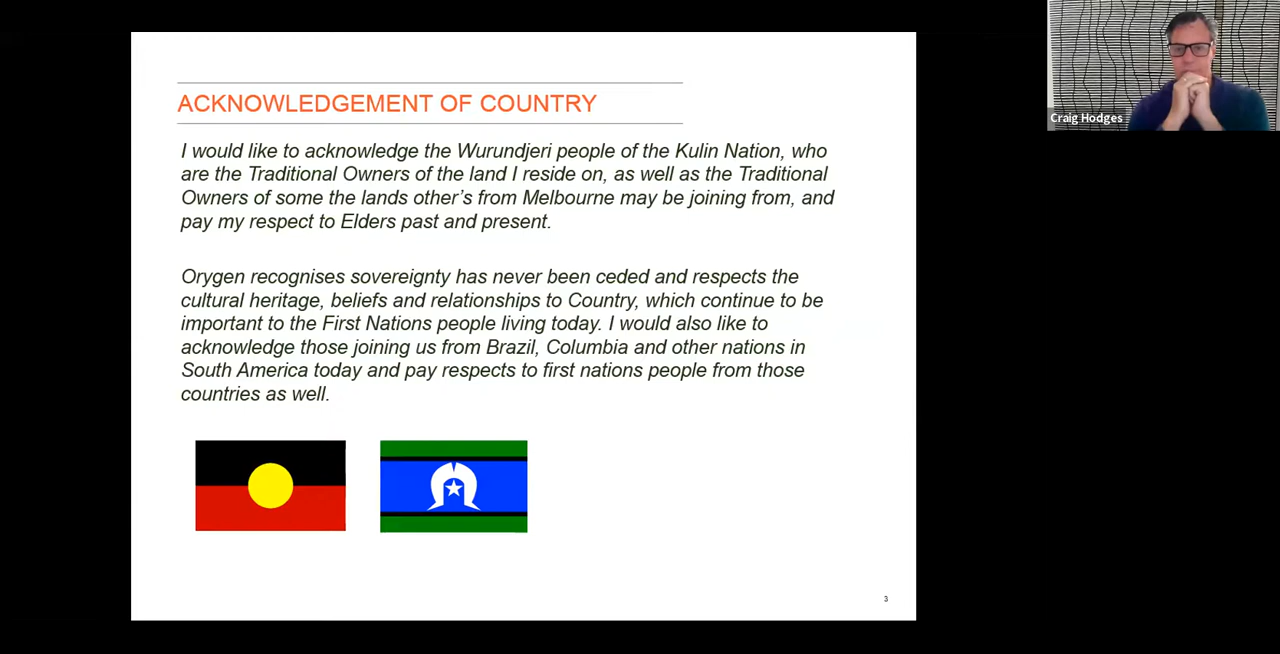 ACKNOWLEDGEMENT OF COUNTRY
I would like to acknowledge the Wurundjeri people of the Kulin Nation, who
are the Traditional Owners of the land I reside on, as well as the Traditional
Owners of some the lands other's from Melbourne may be joining from, and
pay my respect to Elders past and present.
Orygen recognises sovereignty has never been ceded and respects the
cultural heritage, beliefs and relationships to Country, which continue to be
important to the First Nations people living today. I would also like to
acknowledge those joining us from Brazil, Columbia and other nations in
South America today and pay respects to first nations people from those
countries as well.
3
Craig Hodges